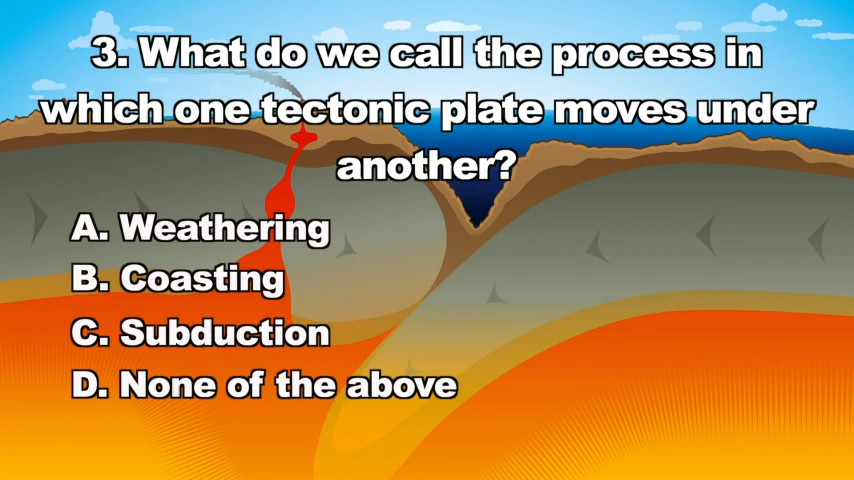 3. What do we call the process in
which one tectonic plate moves under
another?
A. Weathering
B. Coasting
C. Subduction
D. None of the above